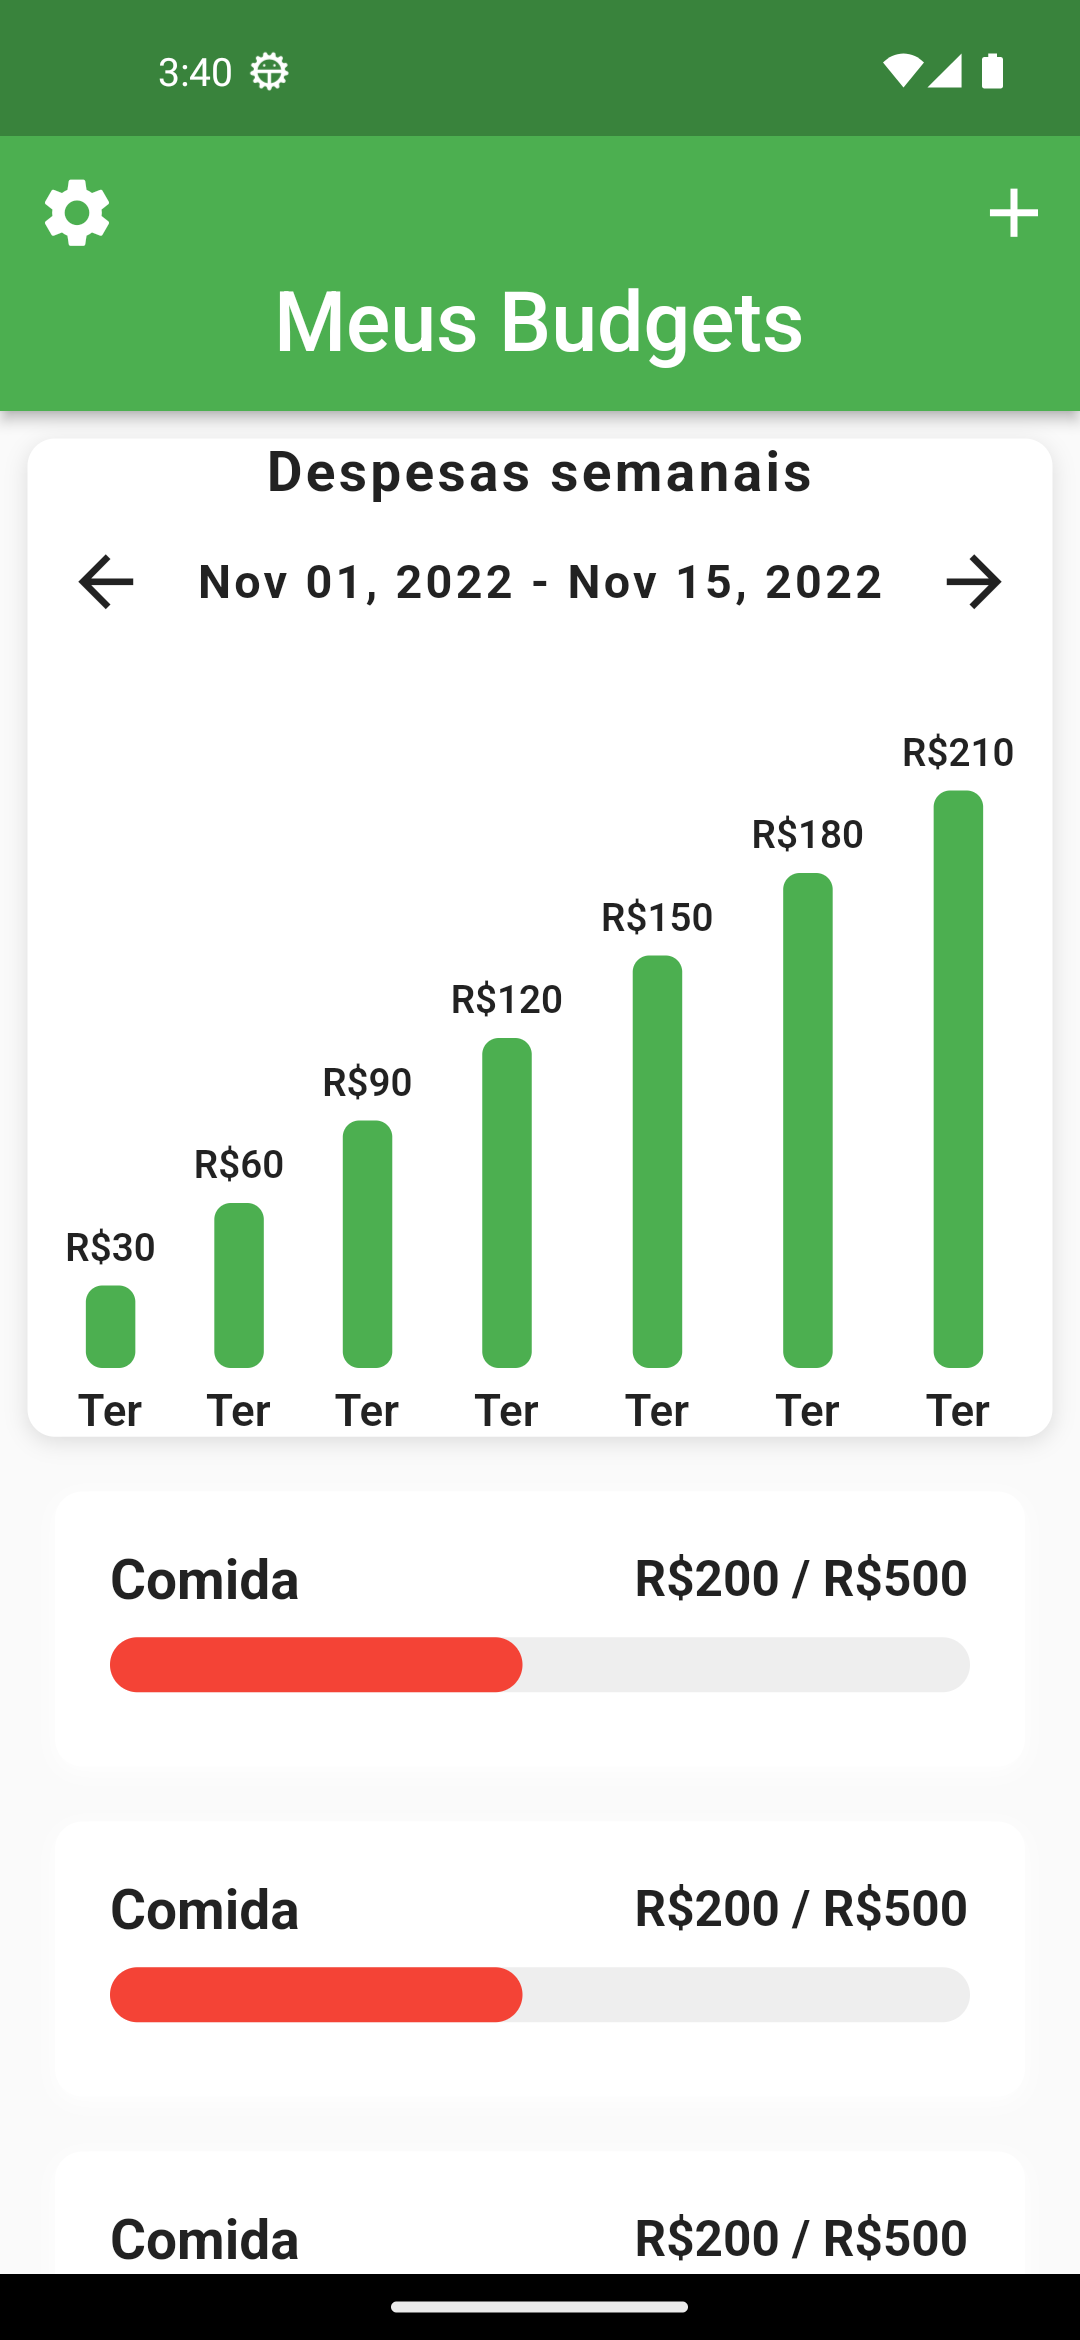 3:40
Meus Budgets
Despesas semanais
Nov 01, 2022 - Nov 15, 2022
R$210
R$180
R$150
R$120
R$90
R$60
R$30
Ter Ter Ter Ter Ter Ter Ter
Comida R$200 / R$500
Comida R$200 / R$500
Comida R$200 / R$500